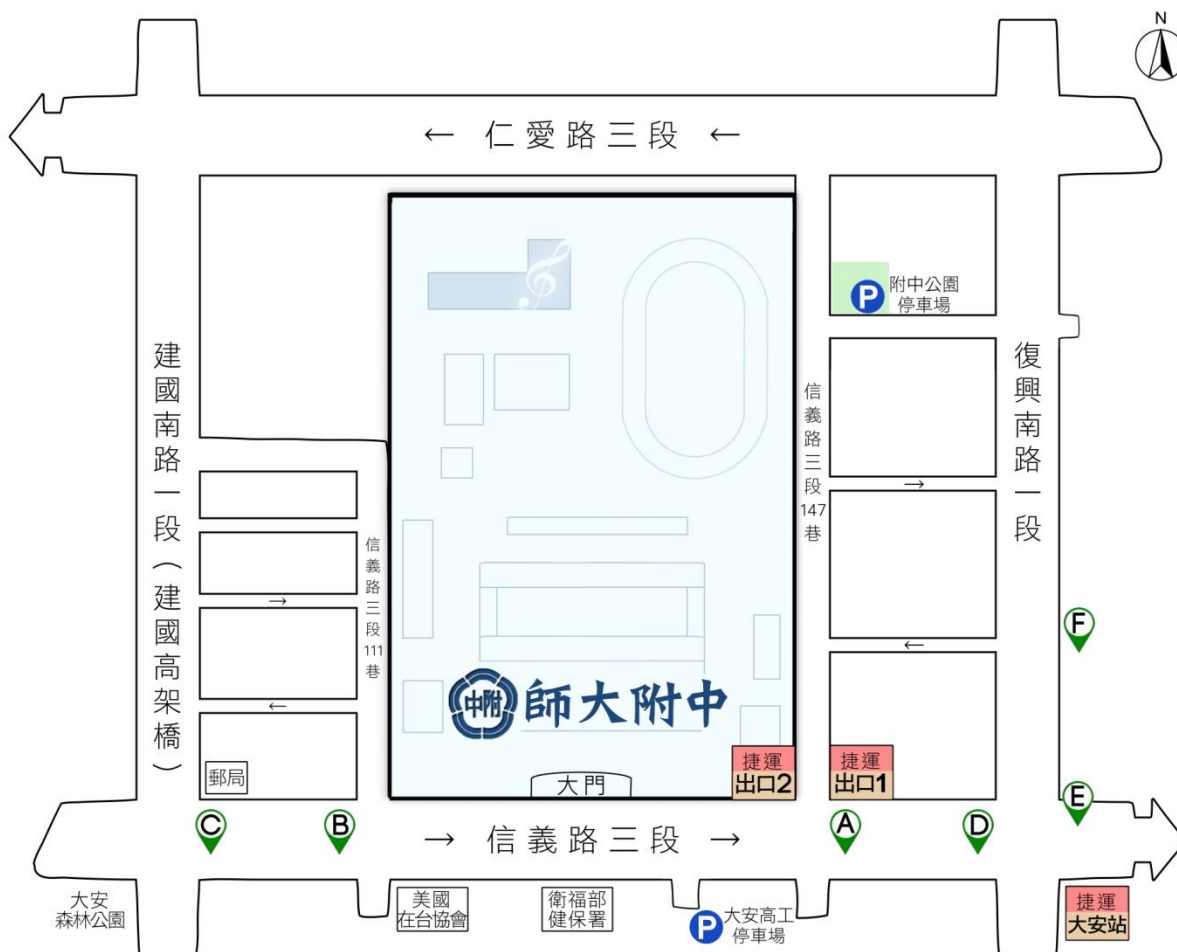 N
← 仁愛路三段 ←
P
附中公園
停車場
建國南路一段(建國高架橋)
復興南路一段
信義路三段147巷
→
信義路三段111巷
→
←
←
F
附中
師大附中
郵局
大門
捷運
出口2
捷運
出口1
C
B
→ 信義路三段 →
A
D
E
大安
森林公園
美國
在台協會
衛福部
健保署
P
大安高工
停車場
捷運
大安站